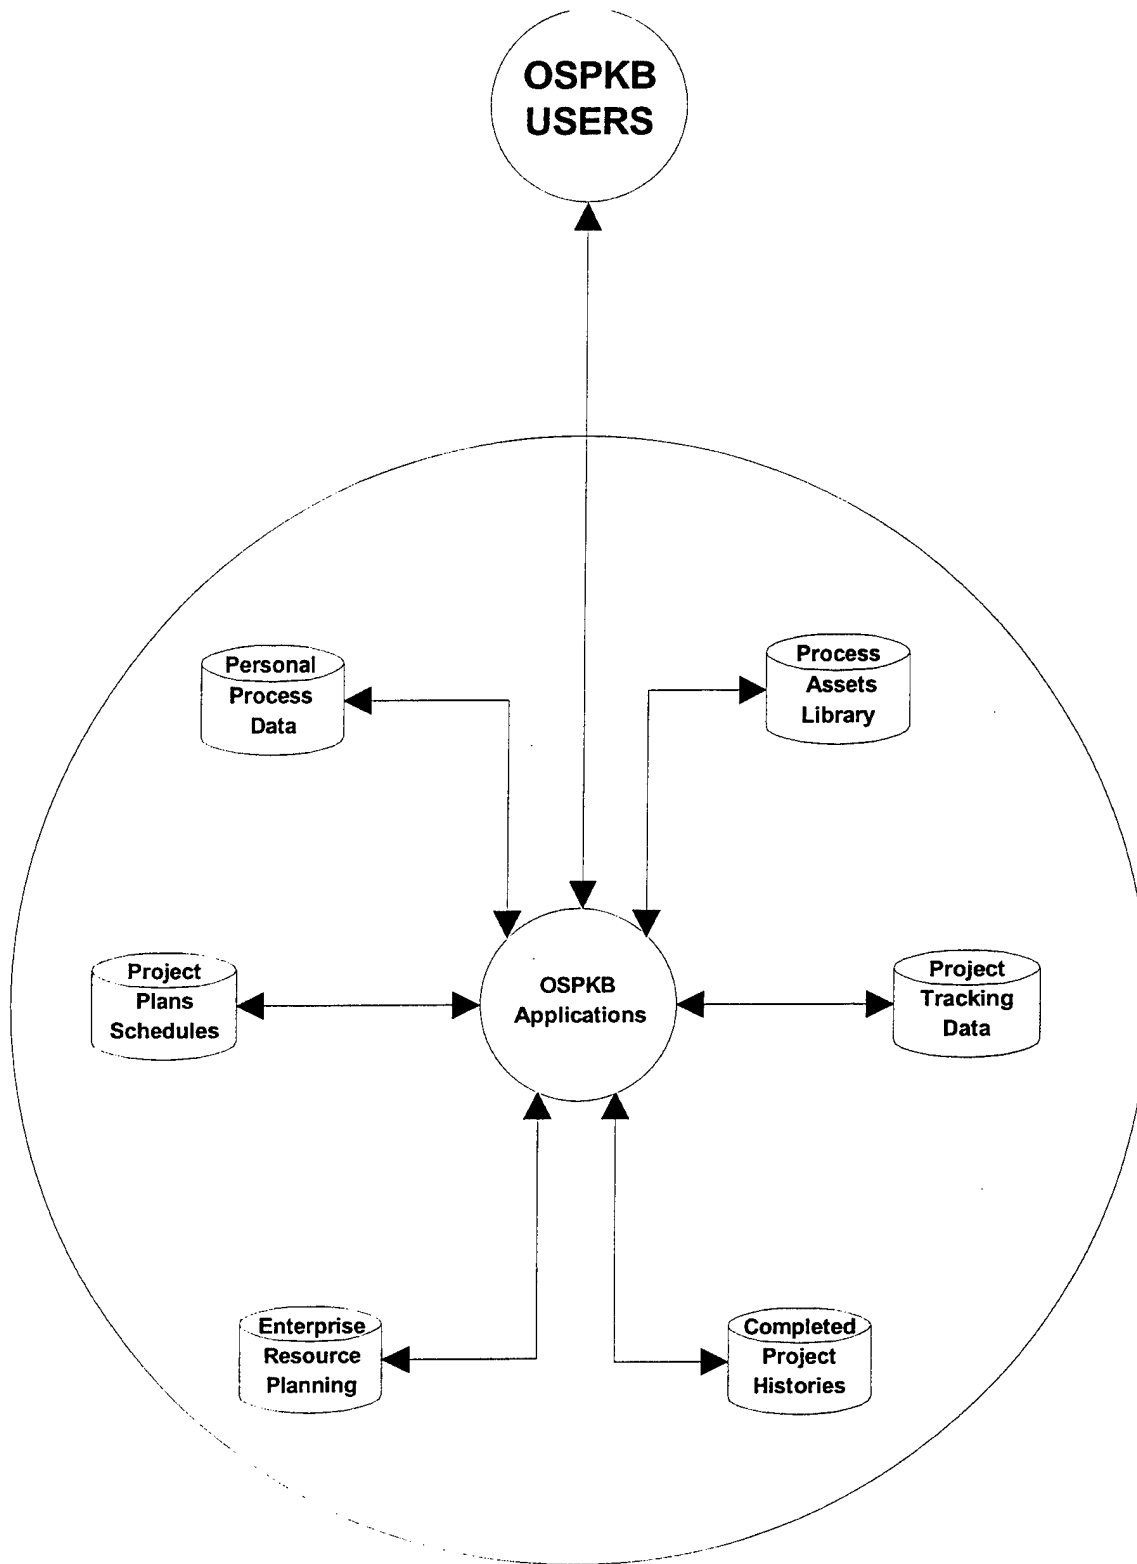 OSPKB
USERS
Personal
Process
Data
Process
Assets
Library
Project
Plans
Schedules
OSPKB
Applications
Project
Tracking
Data
Enterprise
Resource
Planning
Completed
Project
Histories